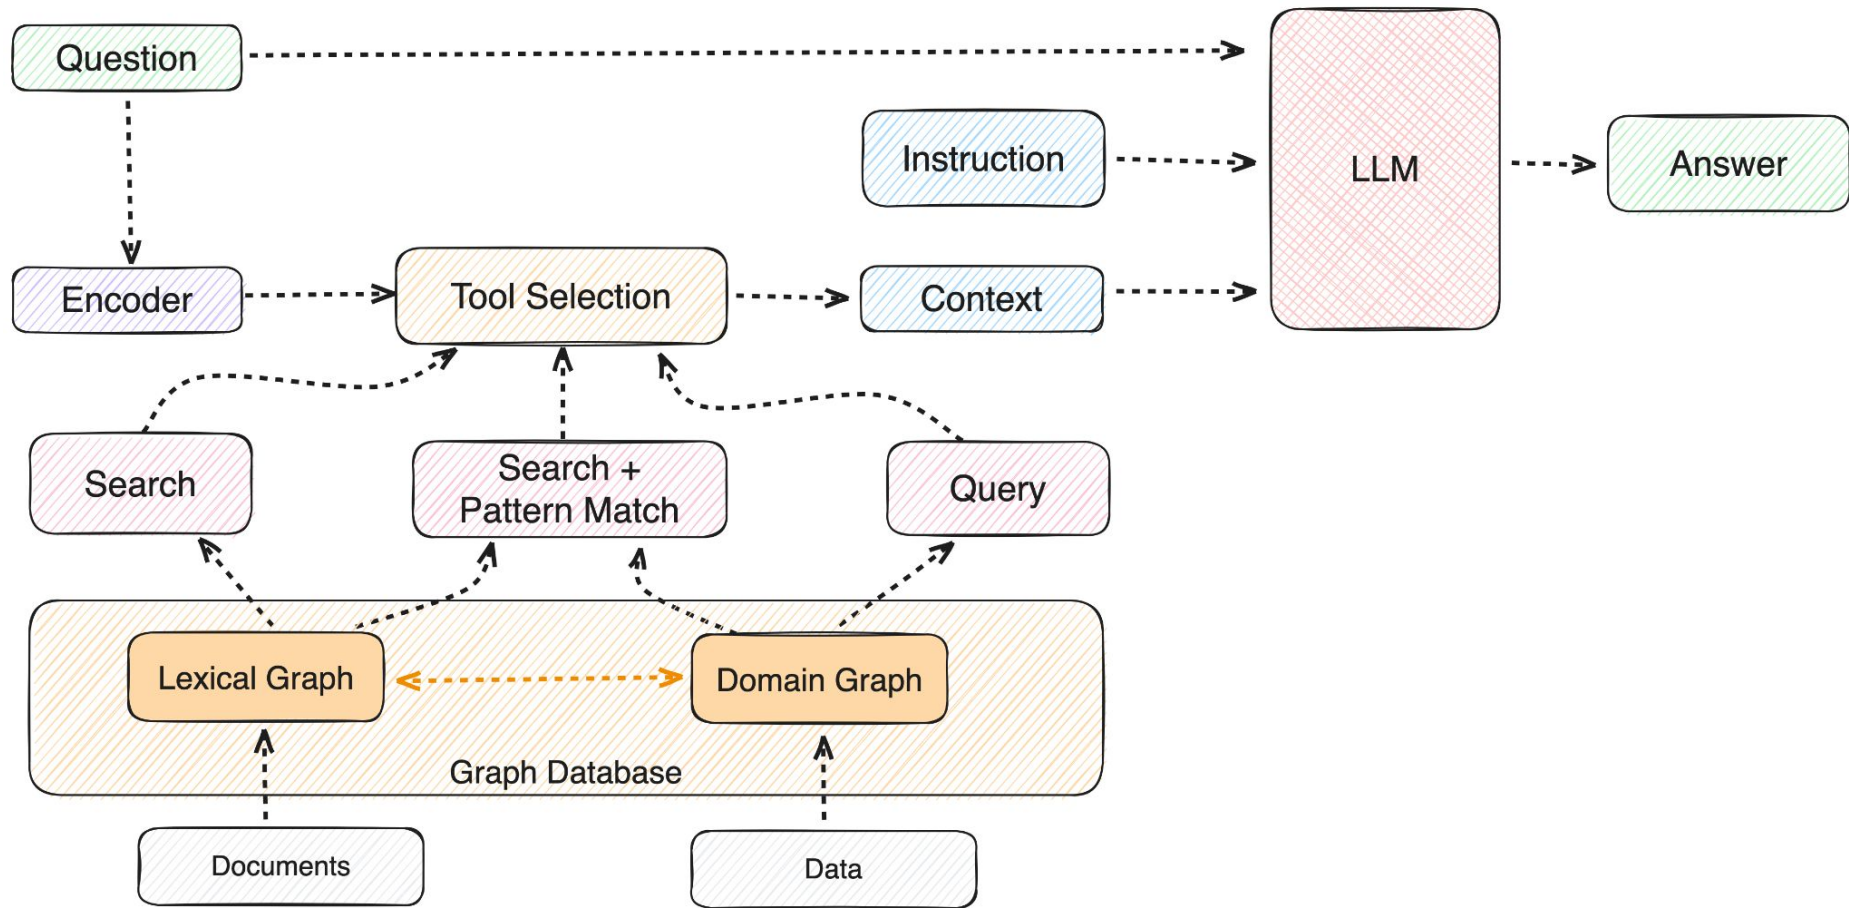 Question
Instruction
LLM
Answer
Encoder
Tool Selection
Context
Search
Search +
Pattern Match
Query
Lexical Graph
Domain Graph
Graph Database
Documents
Data